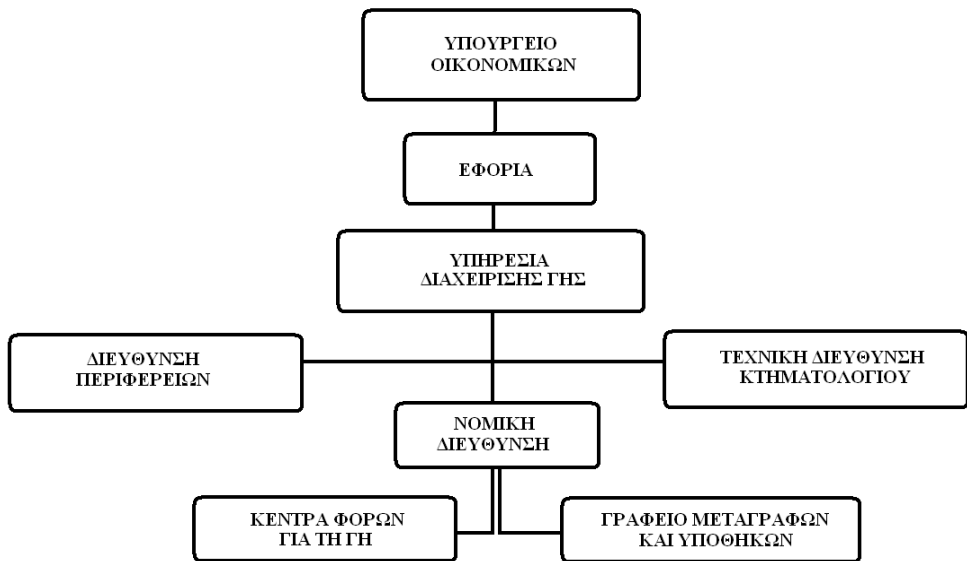 ΥΠΟΥΡΓΕΙΟ
ΟΙΚΟΝΟΜΙΚΩΝ
ΕΦΟΡΙΑ
ΥΠΗΡΕΣΙΑ
ΔΙΑΧΕΙΡΙΣΗΣ ΓΗΣ
ΔΙΕΥΘΥΝΣΗ
ΠΕΡΙΦΕΡΕΙΩΝ
ΤΕΧΝΙΚΗ ΔΙΕΥΘΥΝΣΗ
ΚΤΗΜΑΤΟΛΟΓΙΟΥ
ΝΟΜΙΚΗ
ΔΙΕΥΘΥΝΣΗ
ΚΕΝΤΡΑ ΦΟΡΩΝ
ΓΙΑ ΤΗ ΓΗ
ΓΡΑΦΕΙΟ ΜΕΤΑΓΡΑΦΩΝ
ΚΑΙ ΥΠΟΘΗΚΩΝ